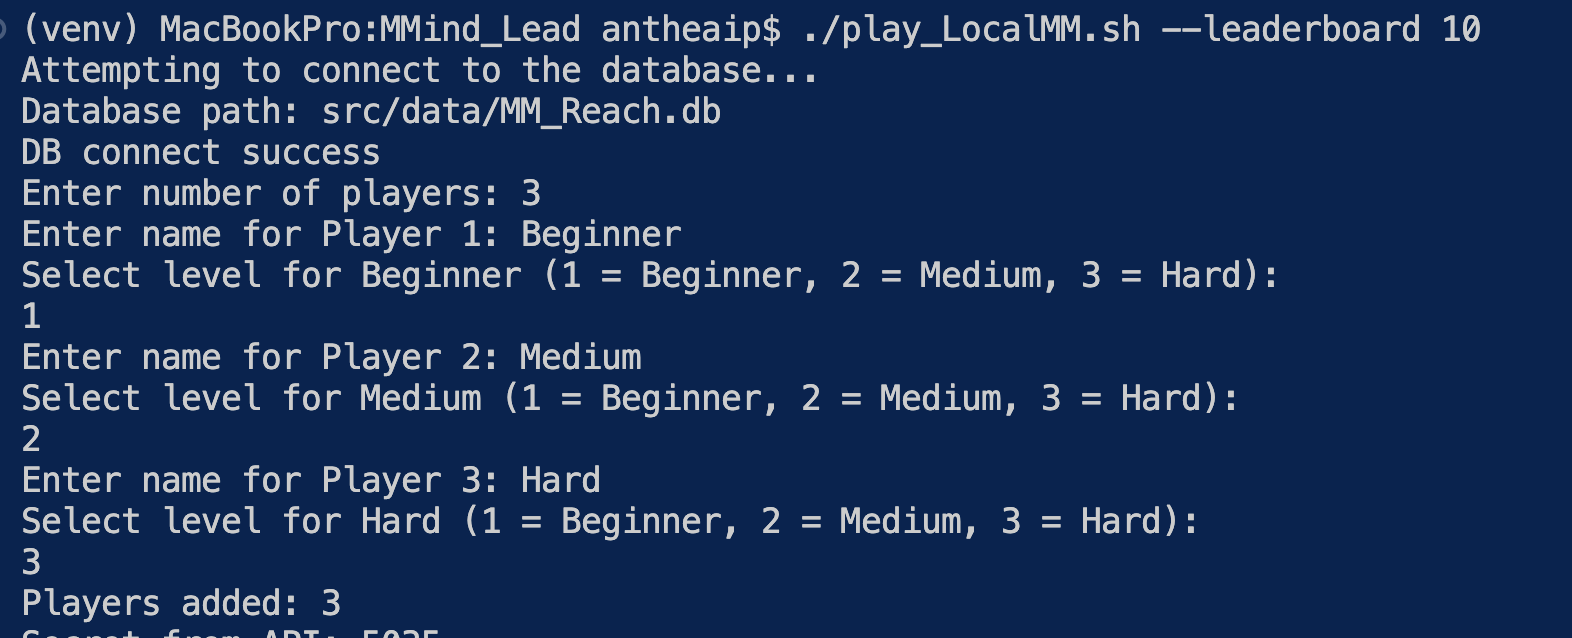 (venv) MacBookPro:MMind_Lead antheaip$ ./play_LocalMM.sh --leaderboard 10
Attempting to connect to the database...
Database path: src/data/MM_Reach.db
DB connect success
Enter number of players: 3
Enter name for Player 1: Beginner
Select level for Beginner (1 = Beginner, 2 = Medium, 3 = Hard):
1
Enter name for Player 2: Medium
Select level for Medium (1 = Beginner, 2 = Medium, 3 = Hard):
2
Enter name for Player 3: Hard
Select level for Hard (1 = Beginner, 2 = Medium, 3 = Hard):
3
Players added: 3
Secret from API: